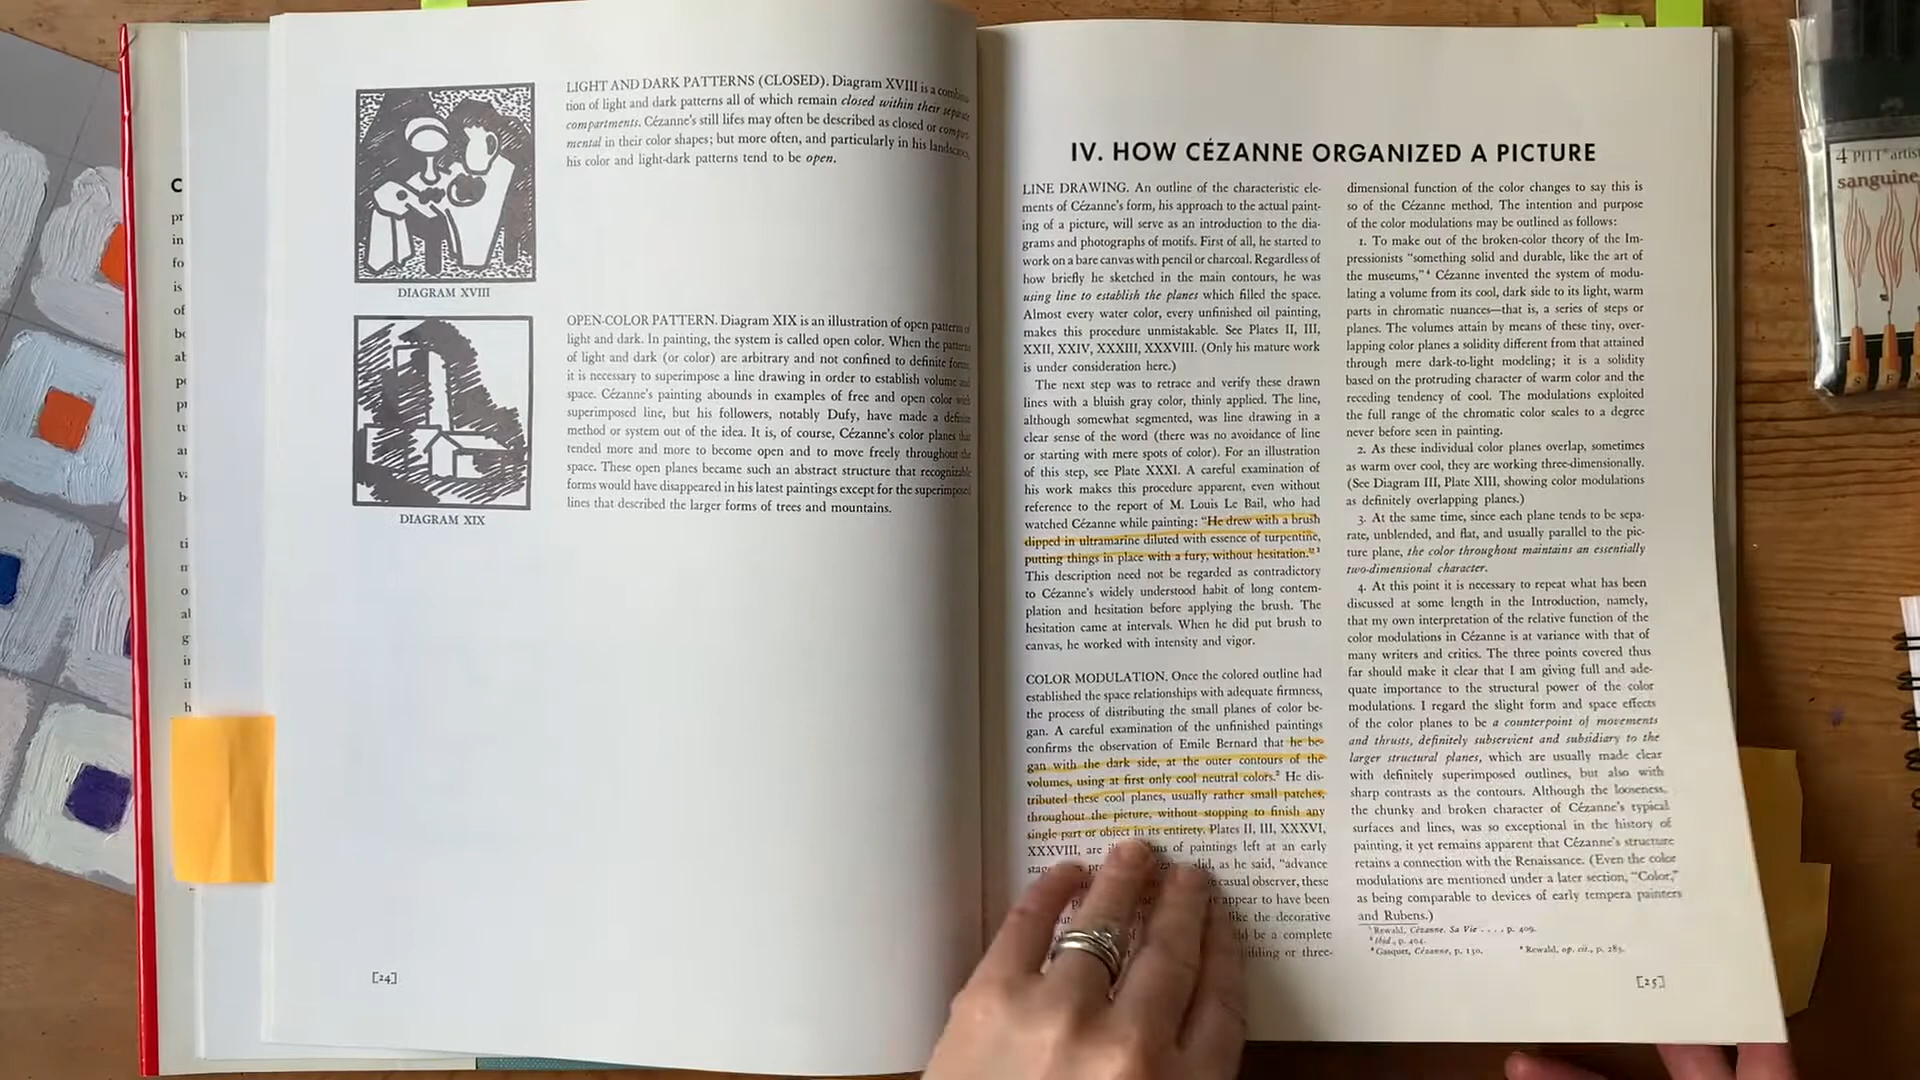 LIGHT AND DARK PATTERNS (CLOSED). Diagram XVIII is a
tion of light and dark patterns all of which remain closed within their separate
compartments. Cézanne's still lifes may often be described as closed or
mental in their color shapes; but more often, and particularly in his landscapes,
his color and light-dark patterns tend to be open.
DIAGRAM XVIII
OPEN-COLOR PATTERN. Diagram XIX is an illustration of open patterns of
light and dark. In painting, the system is called open color. When the patterns
of light and dark (or color) are arbitrary and not confined to definite forms,
it is necessary to superimpose a line drawing in order to establish volume and
space. Cézanne's painting abounds in examples of free and open color with
superimposed line, but his followers, notably Dufy, have made a definite
method or system out of the idea. It is, of course, Cézanne's color planes that
tended more and more to become open and to move freely throughout the
space. These open planes became such an abstract structure that recognizable
forms would have disappeared in his latest paintings except for the superimposed
lines that described the larger forms of trees and mountains.
DIAGRAM XIX
[24]
IV. HOW CÉZANNE ORGANIZED A PICTURE
LINE DRAWING. An outline of the characteristic ele-
ments of Cézanne's form, his approach to the actual paint-
ing of a picture, will serve as an introduction to the dia-
grams and photographs of motifs. First of all, he started to
work on a bare canvas with pencil or charcoal. Regardless of
how briefly he sketched in the main contours, he was
using line to establish the planes which filled the space.
Almost every water color, every unfinished oil painting,
makes this procedure unmistakable. See Plates II, III,
XXII, XXIV, XXXIII, XXXVIII. (Only his mature work
is under consideration here.)
The next step was to retrace and verify these drawn
lines with a bluish gray color, thinly applied. The line,
although somewhat segmented, was line drawing in a
clear sense of the word (there was no avoidance of line
or starting with mere spots of color). For an illustration
of this step, see Plate XXXI. A careful examination of
his work makes this procedure apparent, even without
reference to the report of M. Louis Le Bail, who had
watched Cézanne while painting: "He drew with a brush
dipped in ultramarine diluted with essence of turpentine,
putting things in place with a fury, without hesitation."
This description need not be regarded as contradictory
to Cézanne's widely understood habit of long contem-
plation and hesitation before applying the brush. The
hesitation came at intervals. When he did put brush to
canvas, he worked with intensity and vigor.
COLOR MODULATION. Once the colored outline had
established the space relationships with adequate firmness,
the process of distributing the small planes of color be-
gan. A careful examination of the unfinished paintings
confirms the observation of Emile Bernard that he be-
gan with the dark side, at the outer contours of the
volumes, using at first only cool neutral colors.² He dis-
tributed these cool planes, usually rather small patches,
throughout the picture, without stopping to finish any
single part or object in its entirety. Plates II, III, XXXVI,
XXXVIII, are of paintings left at an early
as he said, "advance
casual observer, these
appear to have been
like the decorative
be a complete
or three-
dimensional function of the color changes to say this is
so of the Cézanne method. The intention and purpose
of the color modulations may be outlined as follows:
1. To make out of the broken-color theory of the Im-
pressionists "something solid and durable, like the art of
the museums," ⁴ Cézanne invented the system of modu-
lating a volume from its cool, dark side to its light, warm
parts in chromatic nuances—that is, a series of steps or
planes. The volumes attain by means of these tiny, over-
lapping color planes a solidity different from that attained
through mere dark-to-light modeling; it is a solidity
based on the protruding character of warm color and the
receding tendency of cool. The modulations exploited
the full range of the chromatic color scales to a degree
never before seen in painting.
2. As these individual color planes overlap, sometimes
as warm over cool, they are working three-dimensionally.
(See Diagram III, Plate XIII, showing color modulations
as definitely overlapping planes.)
3. At the same time, since each plane tends to be sepa-
rate, unblended, and flat, and usually parallel to the pic-
ture plane, the color throughout maintains an essentially
two-dimensional character.
4. At this point it is necessary to repeat what has been
discussed at some length in the Introduction, namely,
that my own interpretation of the relative function of the
color modulations in Cézanne is at variance with that of
many writers and critics. The three points covered thus
far should make it clear that I am giving full and ade-
quate importance to the structural power of the color
modulations. I regard the slight form and space effects
of the color planes to be a counterpoint of movements
and thrusts, definitely subservient and subsidiary to the
larger structural planes, which are usually made clear
with definitely superimposed outlines, but also with
sharp contrasts as the contours. Although the looseness,
the chunky and broken character of Cézanne's typical
surfaces and lines, was so exceptional in the history of
painting, it yet remains apparent that Cézanne's structure
retains a connection with the Renaissance. (Even the color
modulations are mentioned under a later section, "Color,"
as being comparable to devices of early tempera painters
and Rubens.)
Rewald, Cézanne. Sa Vie . . . , p. 409.
Ibid., p. 404.
Gasquet, Cézanne, p. 130.
Rewald, op. cit., p. 283.
[25]
4 PITT artist
sanguine